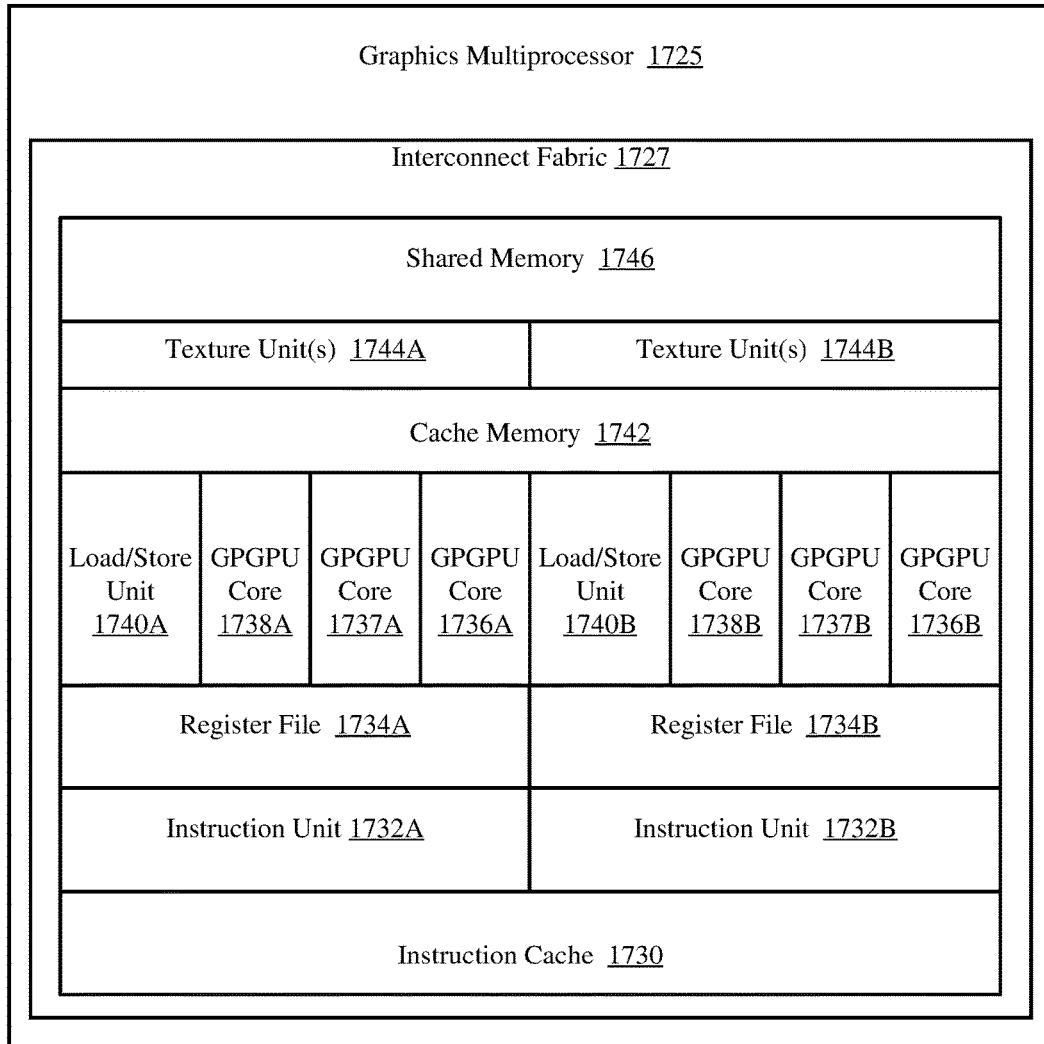 Graphics Multiprocessor 1725
Interconnect Fabric 1727
Shared Memory 1746
Texture Unit(s) 1744A
Texture Unit(s) 1744B
Cache Memory 1742
Load/Store
Unit
1740A
GPGPU
Core
1738A
GPGPU
Core
1737A
GPGPU
Core
1736A
Load/Store
Unit
1740B
GPGPU
Core
1738B
GPGPU
Core
1737B
GPGPU
Core
1736B
Register File 1734A
Register File 1734B
Instruction Unit 1732A
Instruction Unit 1732B
Instruction Cache 1730